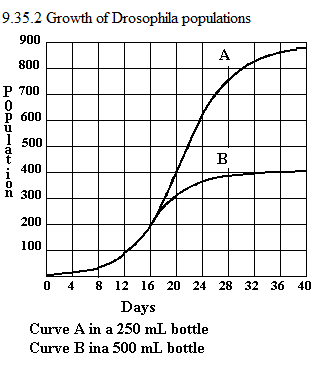 9.35.2 Growth of Drosophila populations
900
800
700
600
500
400
300
200
100
Population
A
B
0 4 8 12 16 20 24 28 32 36 40
Days
Curve A in a 250 mL bottle
Curve B ina 500 mL bottle